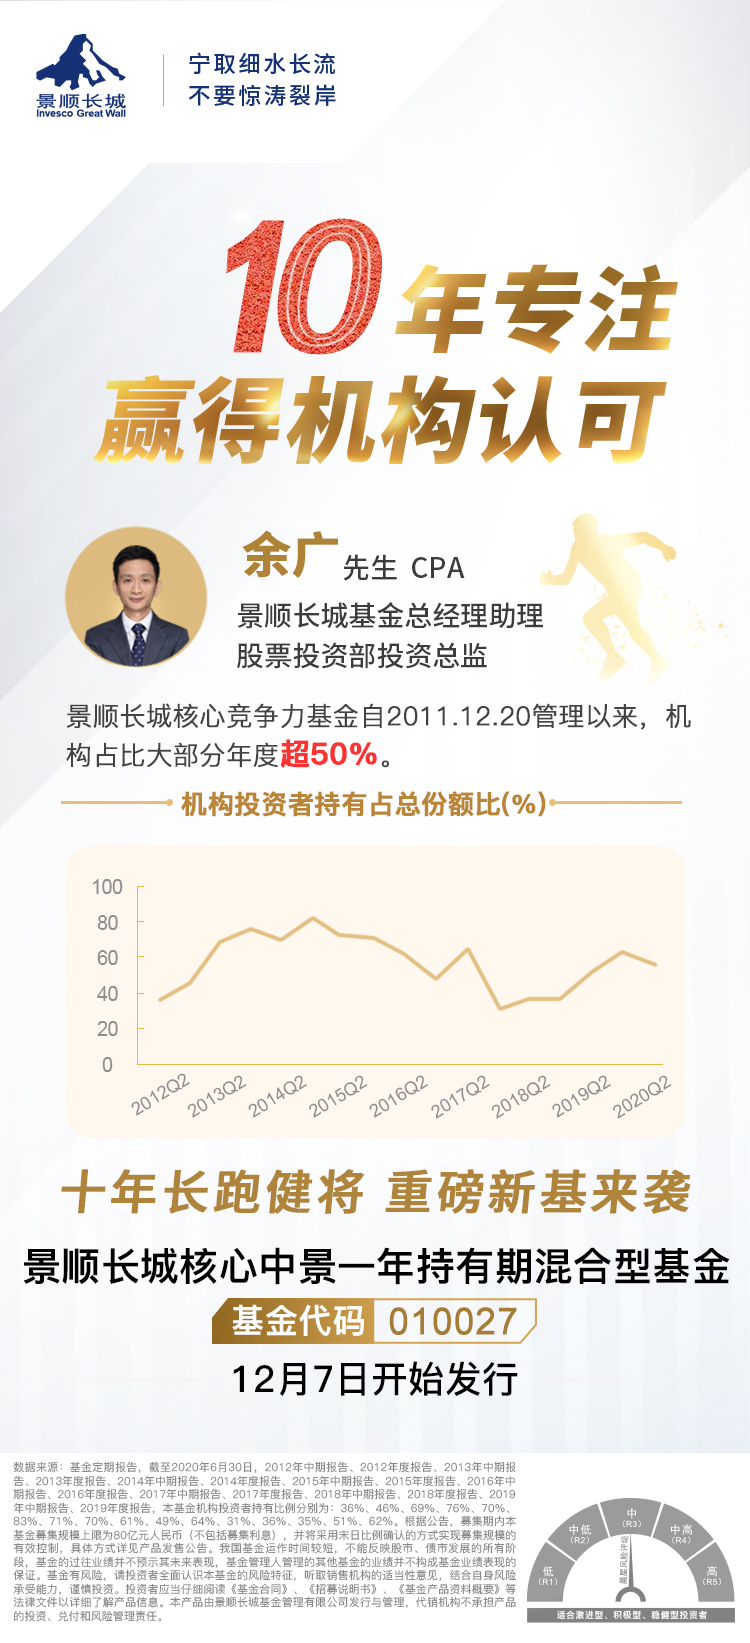 景顺长城
Invesco Great Wall
宁取细水长流
不要惊涛裂岸
10年专注
赢得机构认可
余广先生 CPA
景顺长城基金总经理助理
股票投资部投资总监
景顺长城核心竞争力基金自2011.12.20管理以来，机
构占比大部分年度超50%。
机构投资者持有占总份额比(%)
100
80
60
40
20
0
2012Q2
2013Q2
2014Q2
2015Q2
2016Q2
2017Q2
2018Q2
2019Q2
2020Q2
十年长跑健将 重磅新基来袭
景顺长城核心中景一年持有期混合型基金
基金代码 010027
12月7日开始发行
数据来源：基金定期报告，截至2020年6月30日，2012年中期报告、2012年度报告、2013年中期报
告、2013年度报告、2014年中期报告、2014年度报告、2015年中期报告、2015年度报告、2016年中
期报告、2016年度报告、2017年中期报告、2017年度报告、2018年中期报告、2018年度报告、2019
年中期报告、2019年度报告，本基金机构投资者持有比例分别为：36%、46%、69%、76%、70%、
83%、71%、70%、61%、49%、64%、31%、36%、35%、51%、62%。根据公告，募集期内本
基金募集规模上限为80亿元人民币（不包括募集利息），并将采用末日比例确认的方式实现募集规模的
有效控制，具体方式详见产品发售公告。我国基金运作时间较短，不能反映股市、债市发展的所有阶
段，基金的过往业绩并不预示其未来表现，基金管理人管理的其他基金的业绩并不构成基金业绩表现的
保证。基金有风险，请投资者全面认识本基金的风险特征，听取销售机构的适当性意见，结合自身风险
承受能力，谨慎投资。投资者应当仔细阅读《基金合同》、《招募说明书》、《基金产品资料概要》等
法律文件以详细了解产品信息。本产品由景顺长城基金管理有限公司发行与管理，代销机构不承担产品
的投资、兑付和风险管理责任。
低
(R1)
中低
(R2)
中
(R3)
中高
(R4)
高
(R5)
晨星风险评级
适合激进型、积极型、稳健型投资者